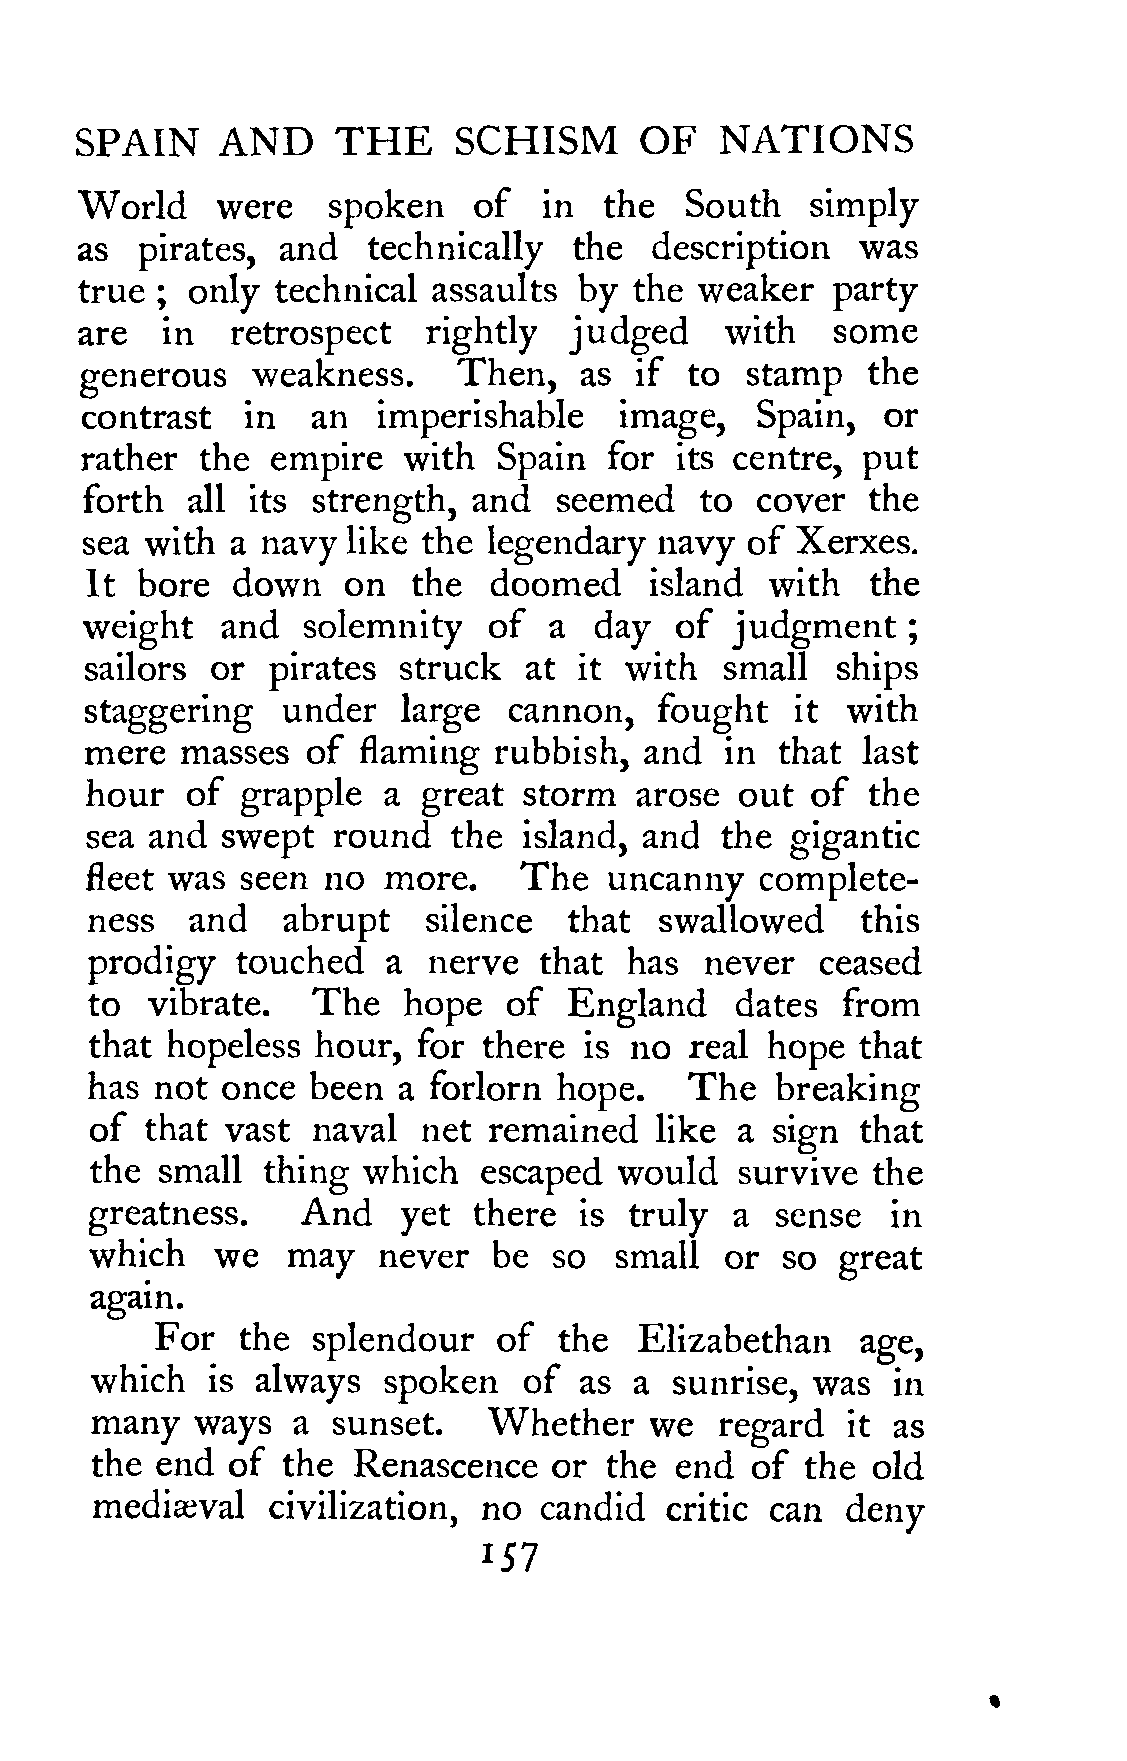 SPAIN AND THE SCHISM OF NATIONS
World were spoken of in the South simply
as pirates, and technically the description was
true ; only technical assaults by the weaker party
are in retrospect rightly judged with some
generous weakness. Then, as if to stamp the
contrast in an imperishable image, Spain, or
rather the empire with Spain for its centre, put
forth all its strength, and seemed to cover the
sea with a navy like the legendary navy of Xerxes.
It bore down on the doomed island with the
weight and solemnity of a day of judgment ;
sailors or pirates struck at it with small ships
staggering under large cannon, fought it with
mere masses of flaming rubbish, and in that last
hour of grapple a great storm arose out of the
sea and swept round the island, and the gigantic
fleet was seen no more. The uncanny complete-
ness and abrupt silence that swallowed this
prodigy touched a nerve that has never ceased
to vibrate. The hope of England dates from
that hopeless hour, for there is no real hope that
has not once been a forlorn hope. The breaking
of that vast naval net remained like a sign that
the small thing which escaped would survive the
greatness. And yet there is truly a sense in
which we may never be so small or so great
again.
For the splendour of the Elizabethan age,
which is always spoken of as a sunrise, was in
many ways a sunset. Whether we regard it as
the end of the Renascence or the end of the old
mediæval civilization, no candid critic can deny
157